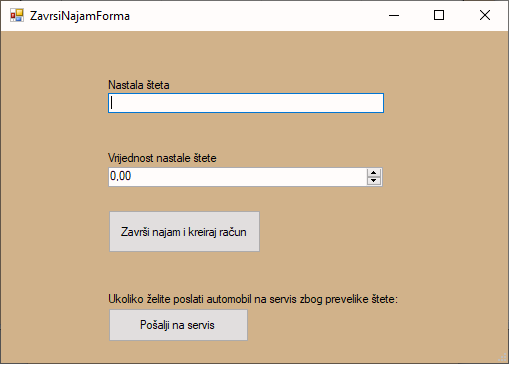 ZavrsiNajamForma
Nastala šteta
Vrijednost nastale štete
0,00
Završi najam i kreiraj račun
Ukoliko želite poslati automobil na servis zbog prevelike štete:
Pošalji na servis